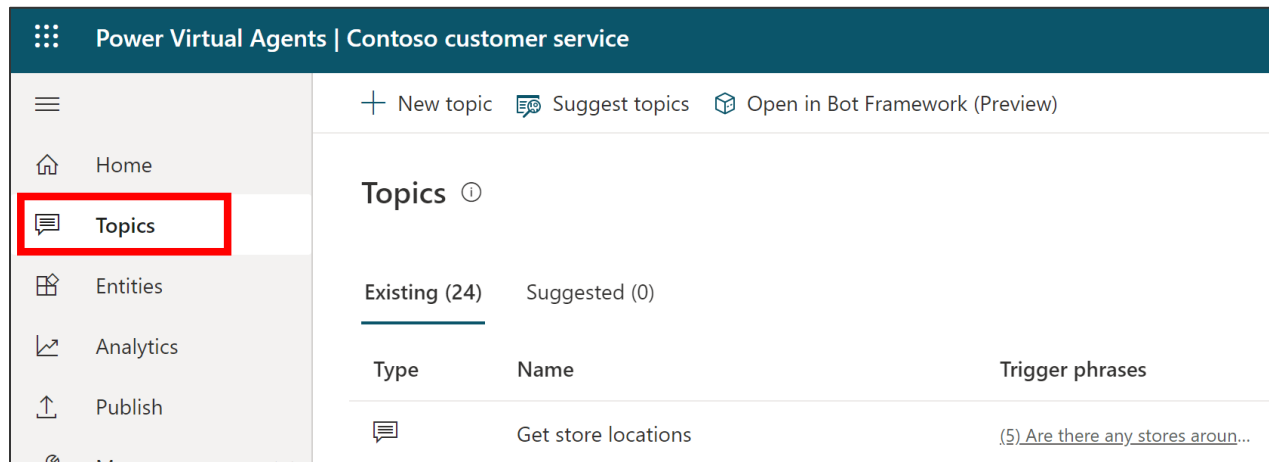 Power Virtual Agents | Contoso customer service
New topic Suggest topics Open in Bot Framework (Preview)
Home
Topics
Topics
Entities
Existing (24) Suggested (0)
Analytics
Type Name Trigger phrases
Publish
Get store locations (5) Are there any stores aroun...